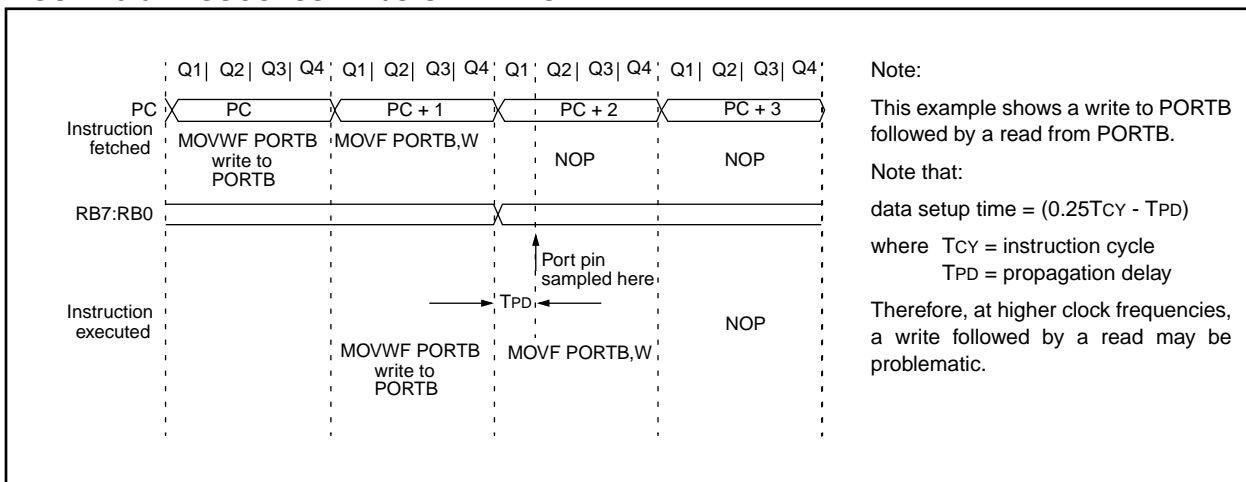 Q1| Q2| Q3| Q4 Q1| Q2| Q3| Q4 Q1 Q2| Q3| Q4 Q1| Q2| Q3| Q4
PC PC PC + 1 PC + 2 PC + 3
Instruction
fetched
MOVWF PORTB
write to
PORTB
MOVF PORTB,W
NOP
NOP
RB7:RB0
Port pin
sampled here
TPD
Instruction
executed
MOVWF PORTB
write to
PORTB
MOVF PORTB,W
NOP
Note:
This example shows a write to PORTB
followed by a read from PORTB.
Note that:
data setup time = (0.25TCY - TPD)
where TCY = instruction cycle
TPD = propagation delay
Therefore, at higher clock frequencies,
a write followed by a read may be
problematic.